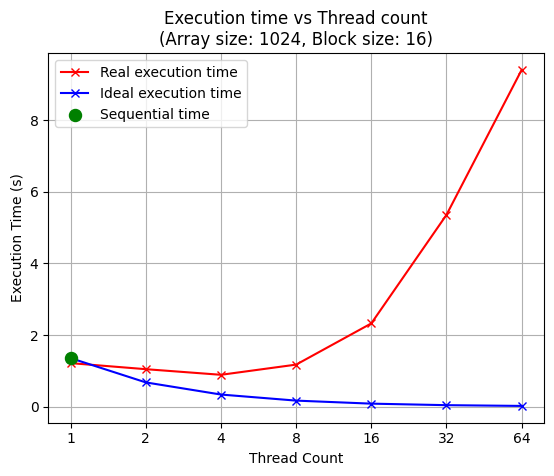 Execution time vs Thread count
(Array size: 1024, Block size: 16)
Real execution time
Ideal execution time
Sequential time
Execution Time (s)
8
6
4
2
0
1 2 4 8 16 32 64
Thread Count